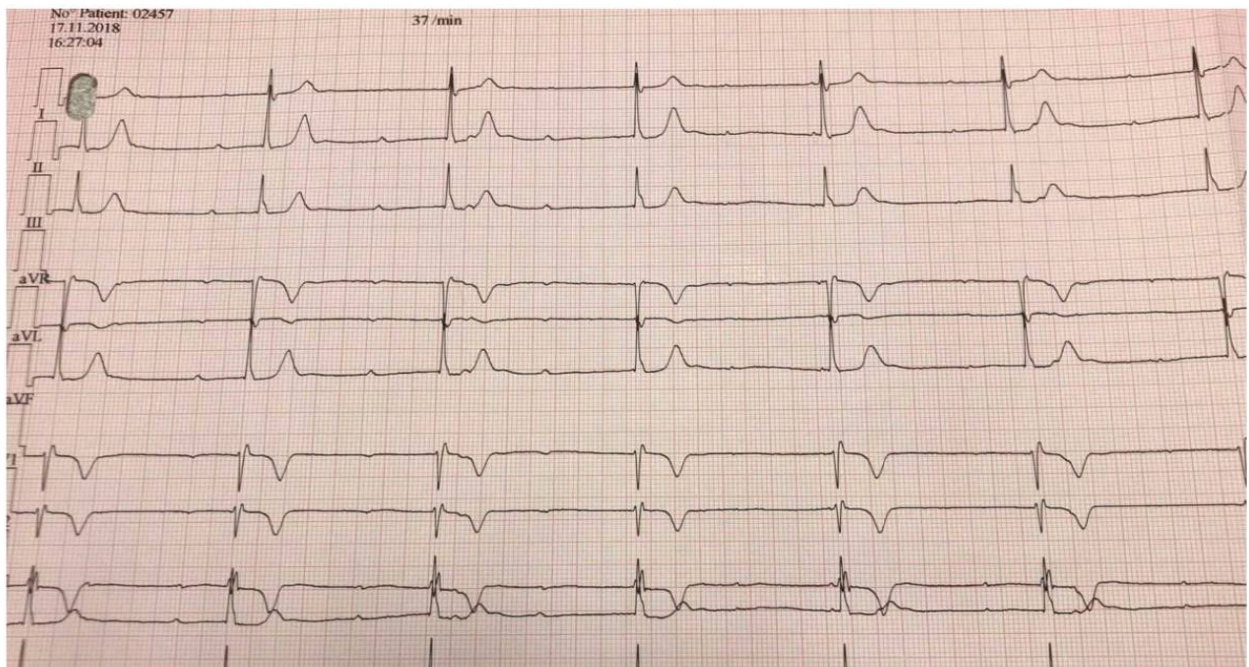 No° Patient: 02457
37 /min
17.11.2018
16:27:04
I
II
III
aVR
aVL
aVF